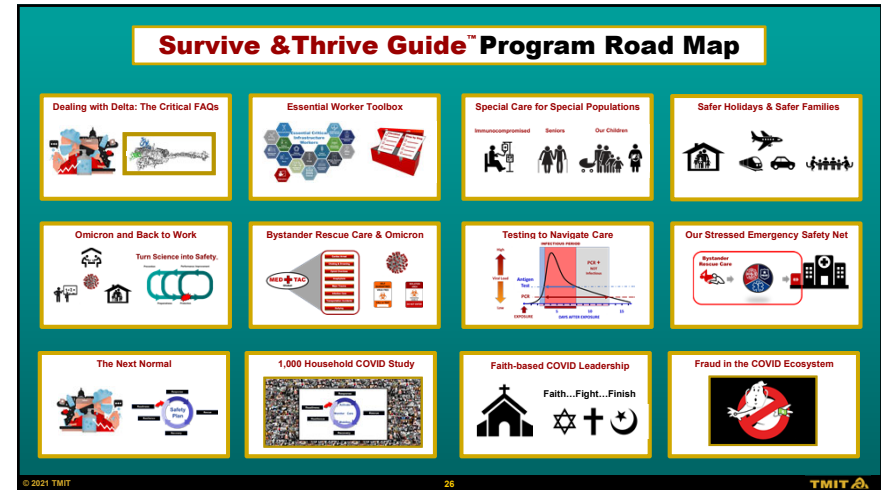 Survive &Thrive Guide™ Program Road Map
Dealing with Delta: The Critical FAQs
Essential Worker Toolbox
Essential Critical
Infrastructure
Workers
Special Care for Special Populations
Immunocompromised
Seniors
Our Children
Safer Holidays & Safer Families
Omicron and Back to Work
Turn Science into Safety.
Bystander Rescue Care & Omicron
MED TAC
Testing to Navigate Care
INFECTIOUS PERIOD
High
Viral Load
Low
Antigen
Test
PCR
PCR +
NOT
Infectious
EXPOSURE
5
10
15
DAYS AFTER EXPOSURE
Our Stressed Emergency Safety Net
Bystander
Rescue Care
The Next Normal
Safety
Plan
1,000 Household COVID Study
Faith-based COVID Leadership
Faith...Fight...Finish
Fraud in the COVID Ecosystem
© 2021 TMIT
26
TMIT